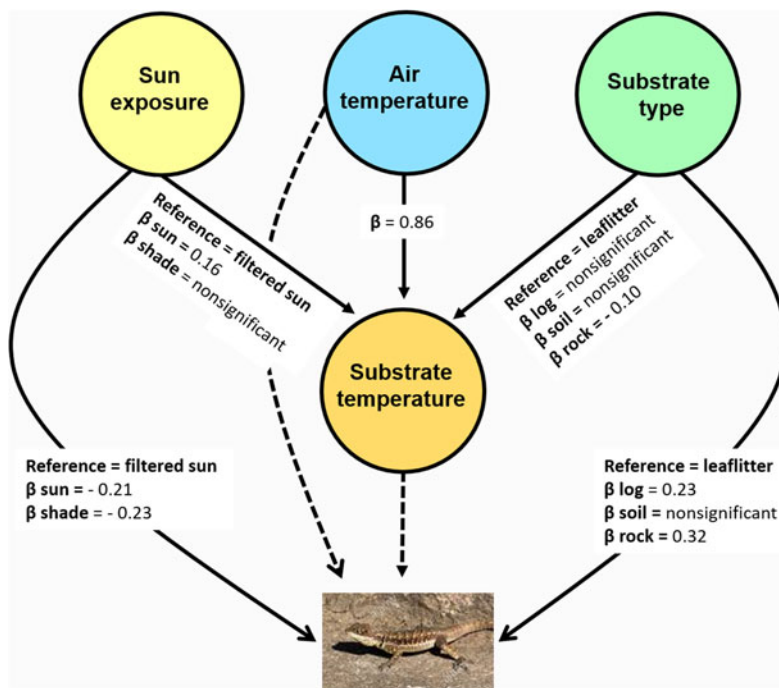 Sun
exposure
Air
temperature
Substrate
type
Reference = filtered sun
β sun = 0.16
β shade = nonsignificant
β = 0.86
Reference = leaflitter
β log = nonsignificant
β soil = nonsignificant
β rock = - 0.10
Substrate
temperature
Reference = filtered sun
β sun = - 0.21
β shade = - 0.23
Reference = leaflitter
β log = 0.23
β soil = nonsignificant
β rock = 0.32